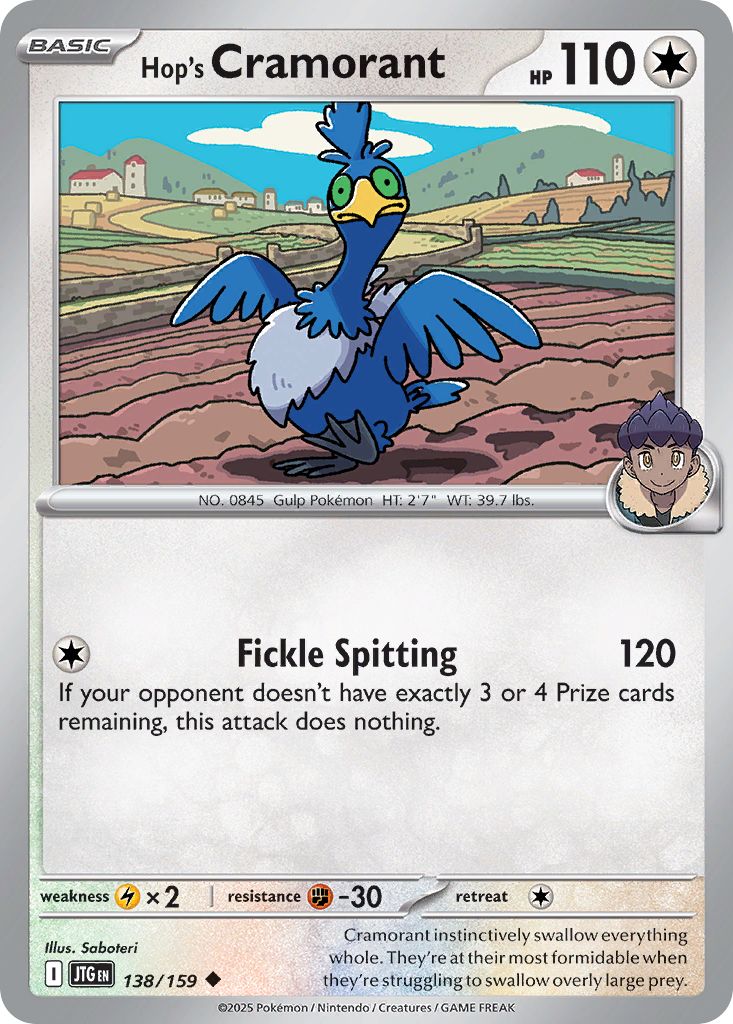 BASIC
Hop's Cramorant HP 110
NO. 0845 Gulp Pokémon HT: 2'7" WT: 39.7 lbs.
Fickle Spitting 120
If your opponent doesn't have exactly 3 or 4 Prize cards
remaining, this attack does nothing.
weakness ×2 resistance -30 retreat
Illus. Saboteri
I JTG EN 138/159
Cramorant instinctively swallow everything
whole. They're at their most formidable when
they're struggling to swallow overly large prey.
©2025 Pokémon / Nintendo / Creatures / GAME FREAK